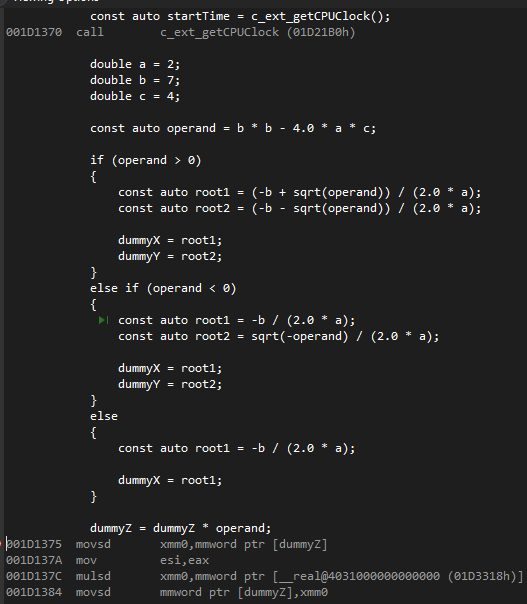 Viewing Options
const auto startTime = c_ext_getCPUClock();
001D1370 call c_ext_getCPUClock (01D21B0h)
double a = 2;
double b = 7;
double c = 4;
const auto operand = b * b - 4.0 * a * c;
if (operand > 0)
{
const auto root1 = (-b + sqrt(operand)) / (2.0 * a);
const auto root2 = (-b - sqrt(operand)) / (2.0 * a);
dummyX = root1;
dummyY = root2;
}
else if (operand < 0)
{
const auto root1 = -b / (2.0 * a);
const auto root2 = sqrt(-operand) / (2.0 * a);
dummyX = root1;
dummyY = root2;
}
else
{
const auto root1 = -b / (2.0 * a);
dummyX = root1;
}
dummyZ = dummyZ * operand;
001D1375 movsd xmm0,mmword ptr [dummyZ]
001D137A mov esi,eax
001D137C mulsd xmm0,mmword ptr [__real@4031000000000000 (01D3318h)]
001D1384 movsd mmword ptr [dummyZ],xmm0